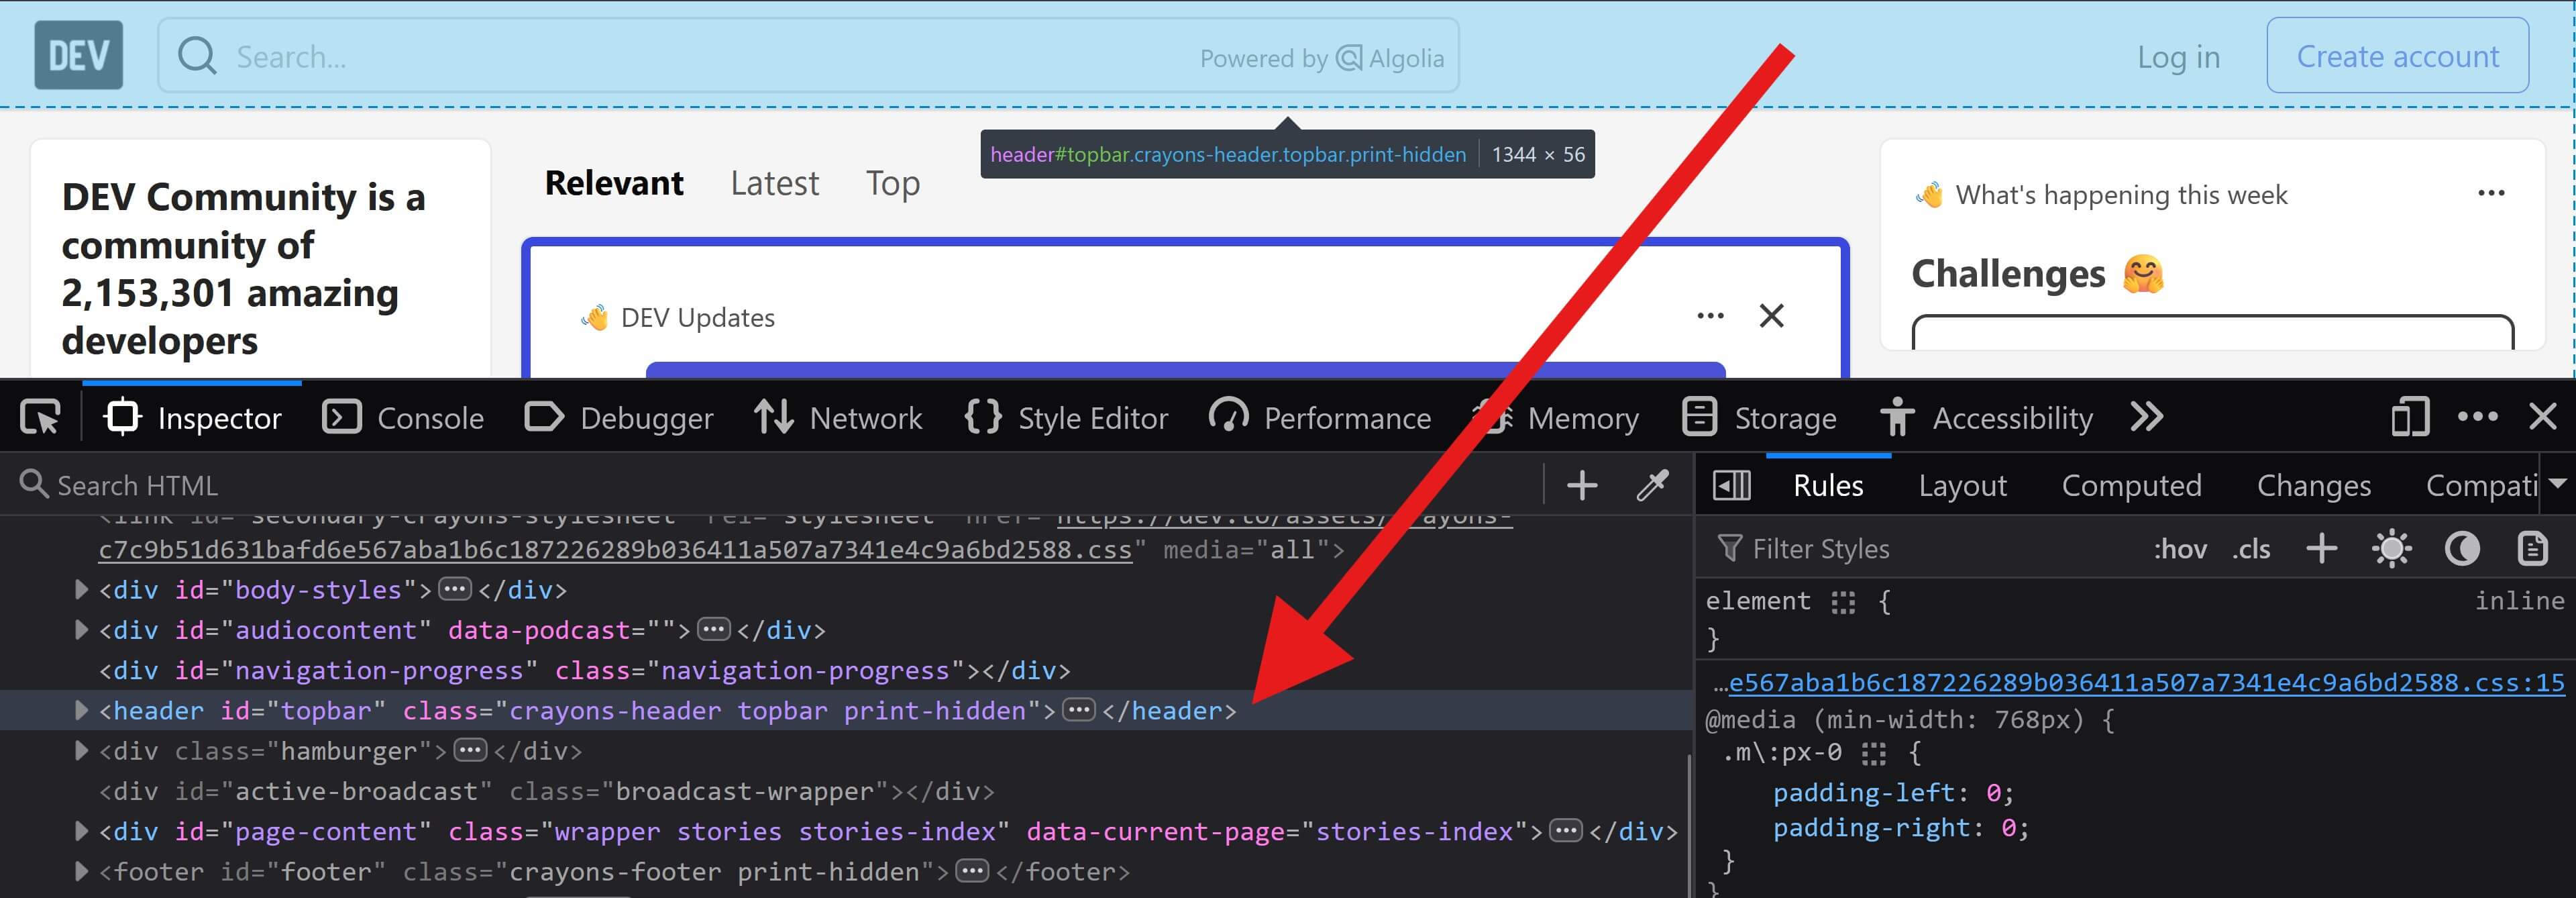 DEV
Search...
Powered by Algolia
Log in
Create account
header#topbar.crayons-header.topbar.print-hidden
1344 × 56
DEV Community is a
community of
2,153,301 amazing
developers
Relevant
Latest
Top
DEV Updates
What's happening this week
Challenges
Inspector
Console
Debugger
Network
Style Editor
Performance
Memory
Storage
Accessibility
Search HTML
Rules
Layout
Computed
Changes
Compati
<link id="secondary-crayons-stylesheet" rel="stylesheet" href="https://dev.to/assets/crayons-
c7c9b51d631bafd6e567aba1b6c187226289b036411a507a7341e4c9a6bd2588.css" media="all">
<div id="body-styles"></div>
<div id="audiocontent" data-podcast=""></div>
<div id="navigation-progress" class="navigation-progress"></div>
<header id="topbar" class="crayons-header topbar print-hidden"></header>
<div class="hamburger"></div>
<div id="active-broadcast" class="broadcast-wrapper"></div>
<div id="page-content" class="wrapper stories stories-index" data-current-page="stories-index"></div>
<footer id="footer" class="crayons-footer print-hidden"></footer>
Filter Styles
:hov
.cls
element {
inline
}
…e567aba1b6c187226289b036411a507a7341e4c9a6bd2588.css:15
@media (min-width: 768px) {
.m\:px-0 {
padding-left: 0;
padding-right: 0;
}
}